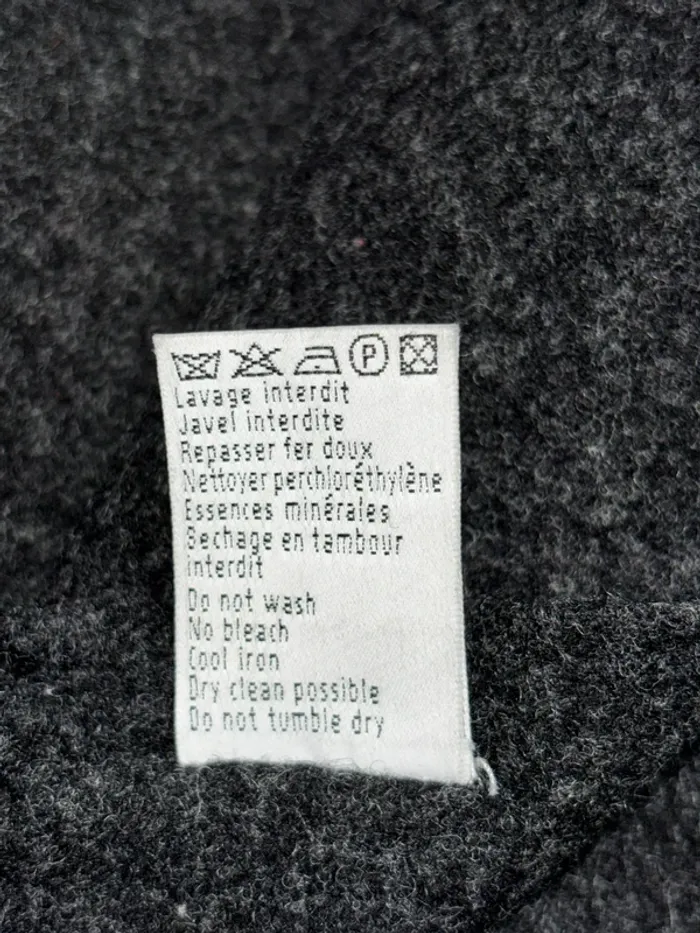 P
Lavage interdit
Javel interdite
Repasser fer doux
Nettoyer perchloréthylène
Essences minérales
Sechage en tambour
interdit
Do not wash
No bleach
Cool iron
Dry clean possible
Do not tumble dry